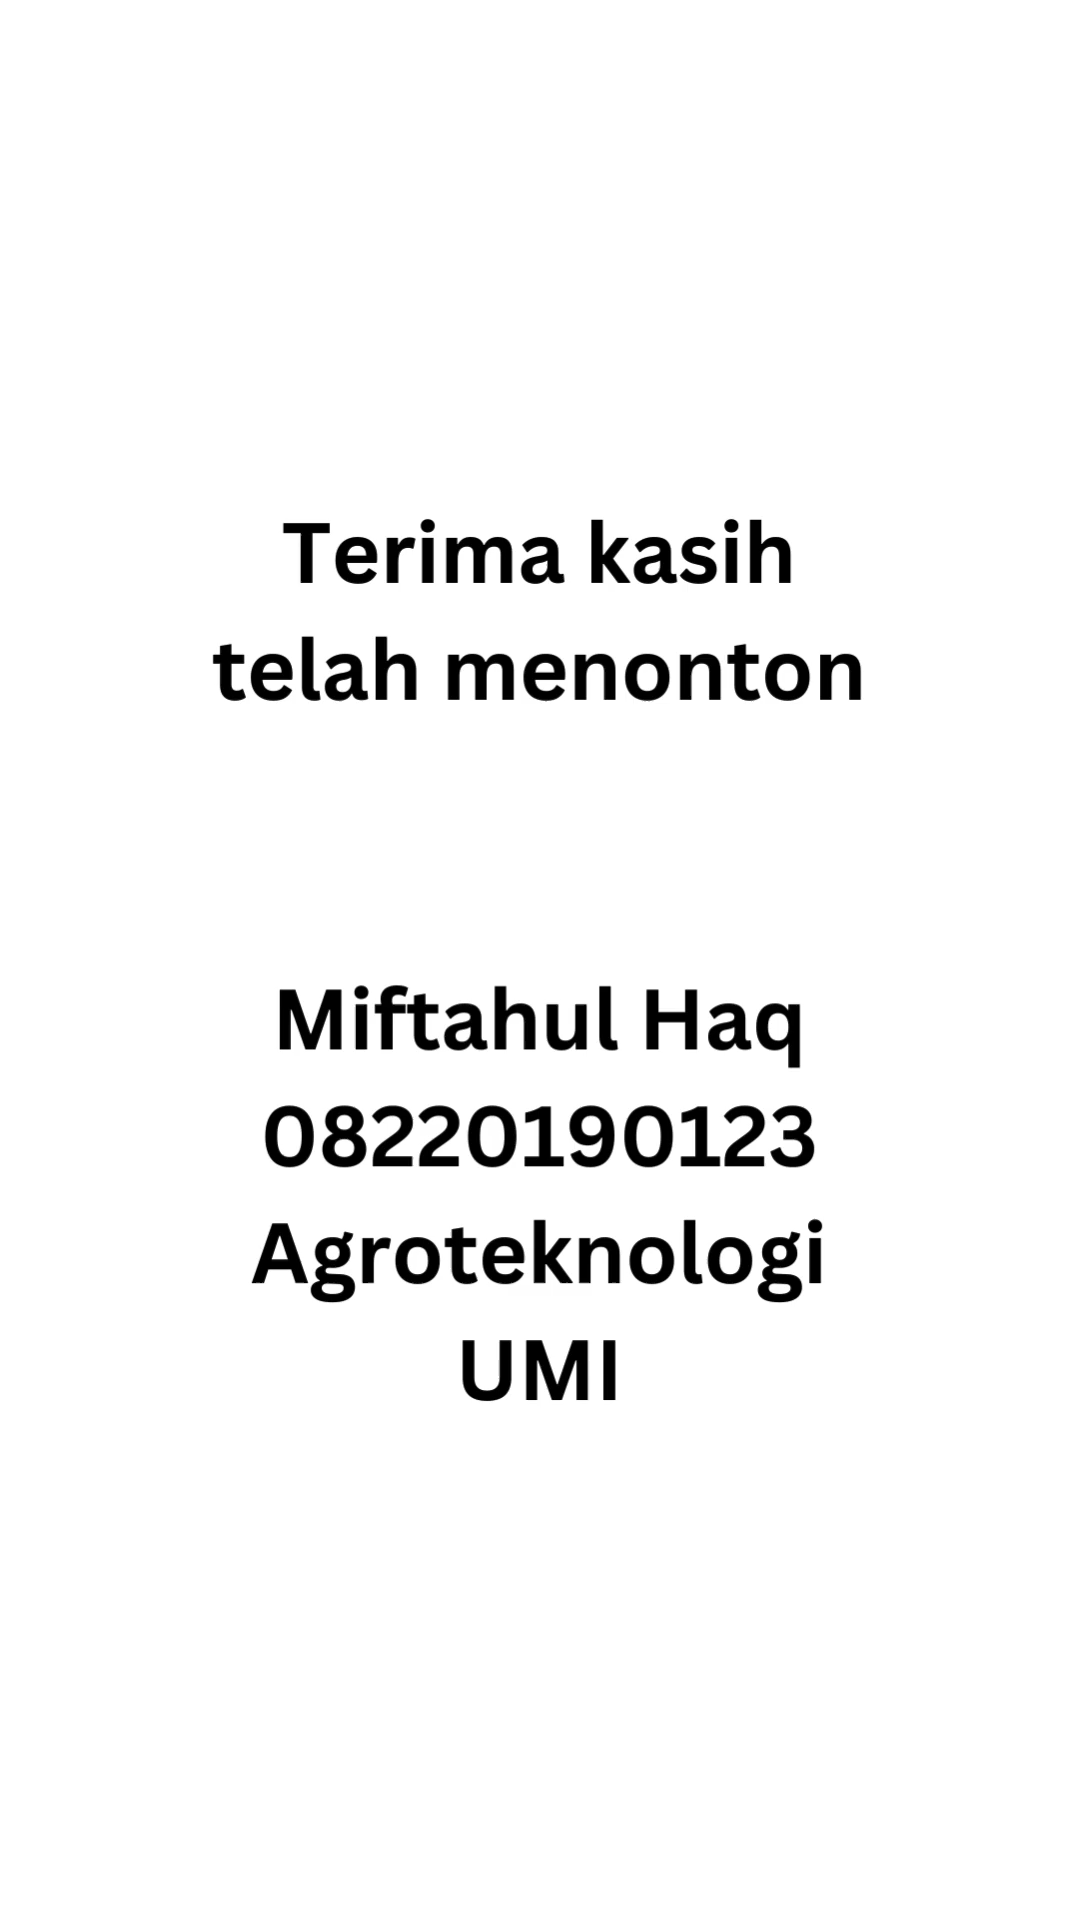 Terima kasih
telah menonton
Miftahul Haq
08220190123
Agroteknologi
UMI